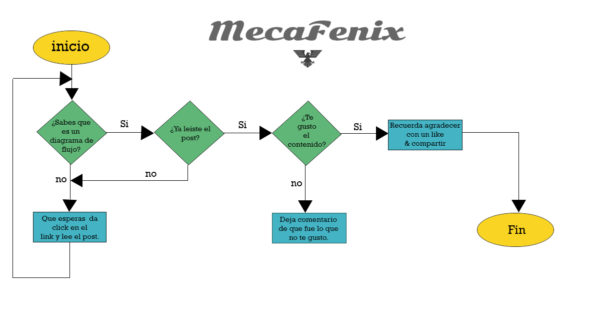 MecaFenix
inicio
¿Sabes que
es un
diagrama de
flujo?
Si
¿Ya leiste el
post?
Si
¿Te
gusto
el
contenido?
Si
Recuerda agradecer
con un like
& compartir
no
no
no
Que esperas da
click en el
link y lee el post.
Deja comentario
de que fue lo que
no te gusto.
Fin